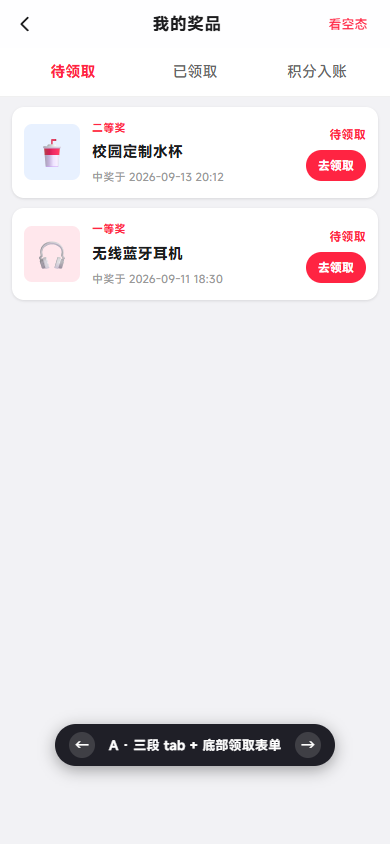 我的奖品
看空态
待领取
已领取
积分入账
二等奖
校园定制水杯
中奖于 2026-09-13 20:12
待领取
去领取
一等奖
无线蓝牙耳机
中奖于 2026-09-11 18:30
待领取
去领取
← A · 三段 tab + 底部领取表单 →